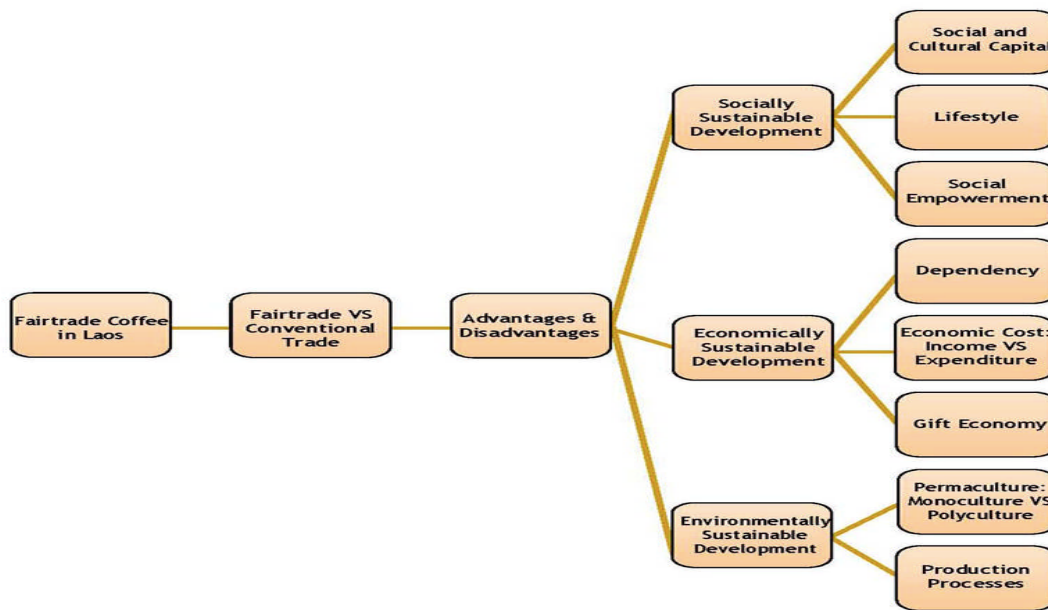 Fairtrade Coffee
in Laos
Fairtrade VS
Conventional
Trade
Advantages &
Disadvantages
Socially
Sustainable
Development
Social and
Cultural Capital
Lifestyle
Social
Empowerment
Economically
Sustainable
Development
Dependency
Economic Cost:
Income VS
Expenditure
Gift Economy
Environmentally
Sustainable
Development
Permaculture:
Monoculture VS
Polyculture
Production
Processes